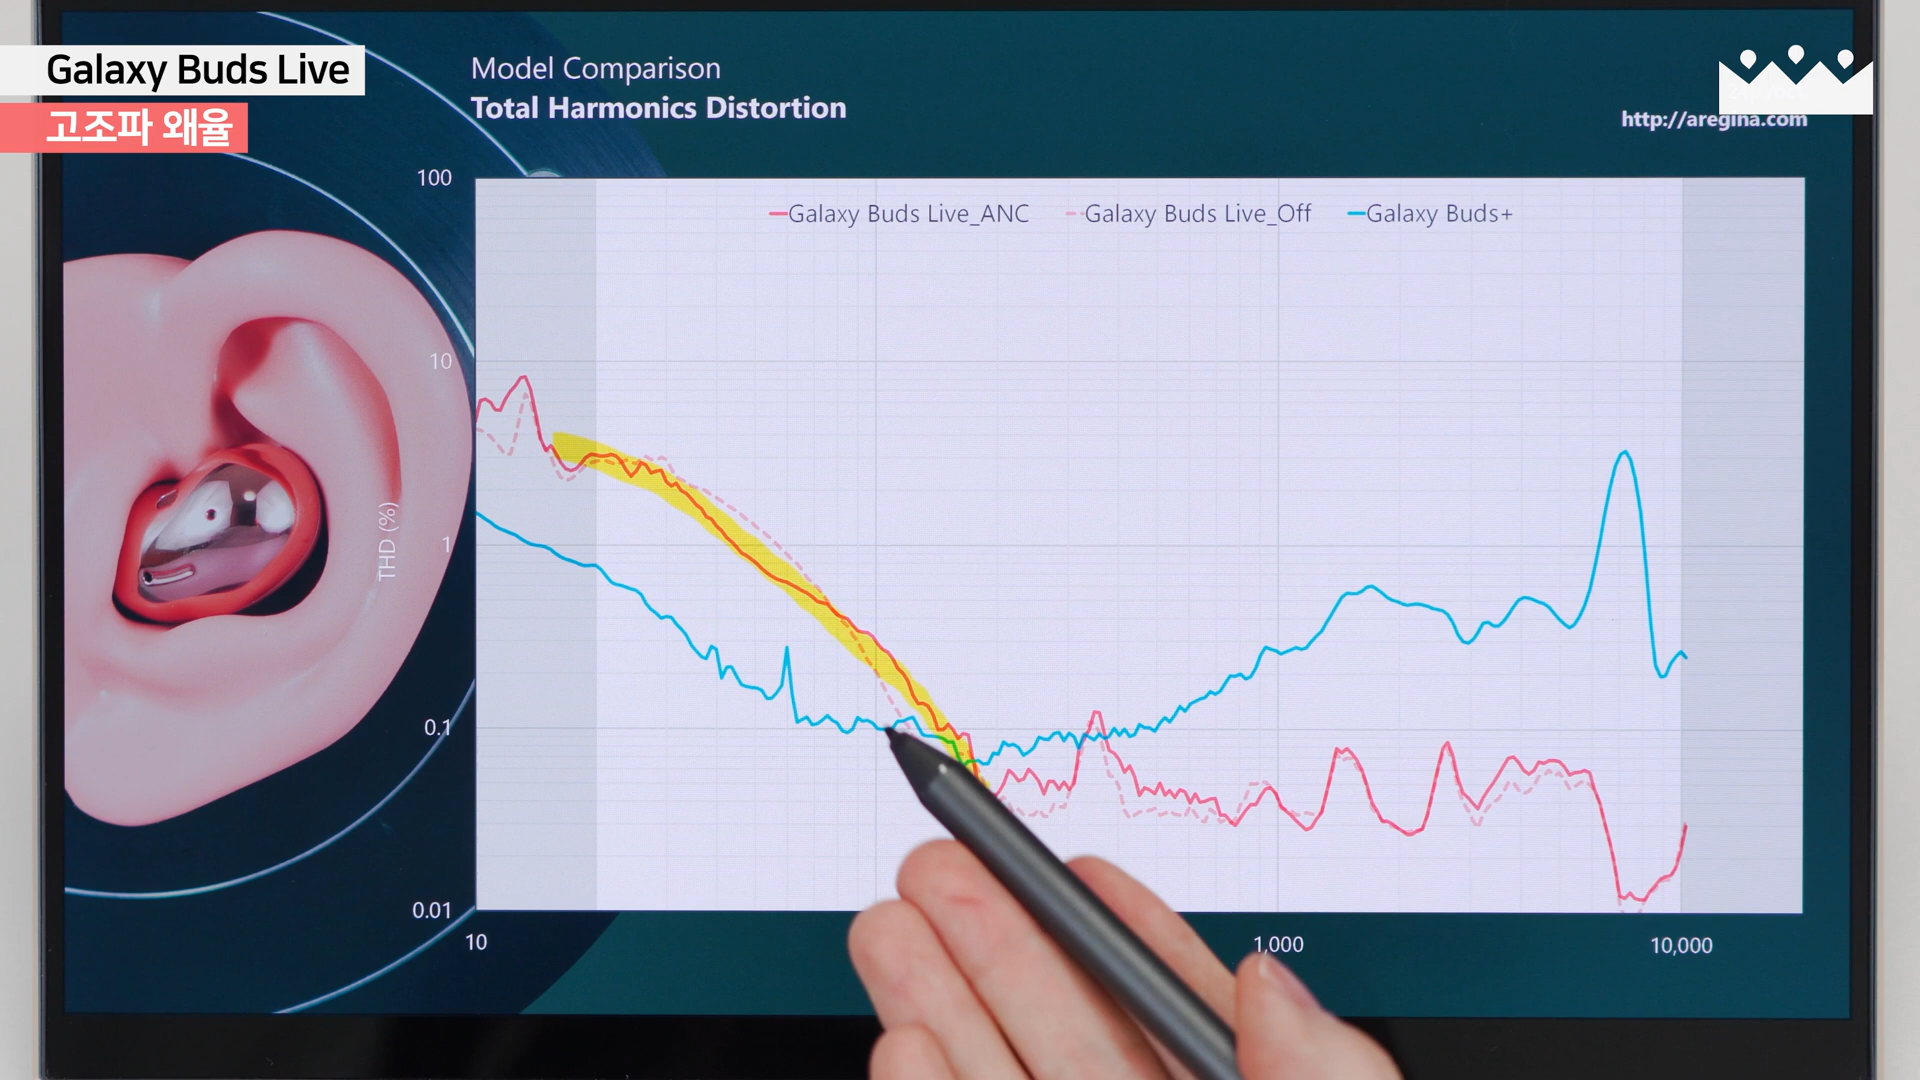 Galaxy Buds Live
고조파 왜율
Model Comparison
Total Harmonics Distortion
http://aregina.com
Galaxy Buds Live_ANC
Galaxy Buds Live_Off
Galaxy Buds+
THD (%)
100
10
1
0.1
0.01
10
1,000
10,000